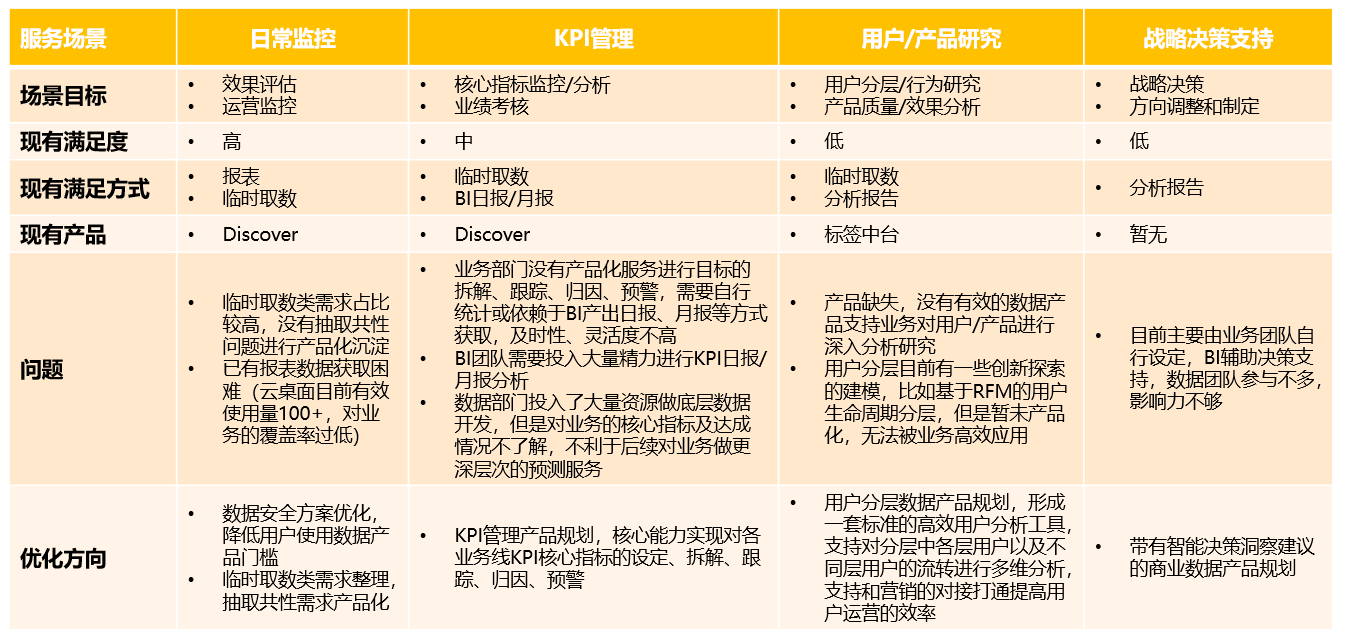 服务场景
日常监控
KPI管理
用户/产品研究
战略决策支持
场景目标
• 效果评估
• 运营监控
• 核心指标监控/分析
• 业绩考核
• 用户分层/行为研究
• 产品质量/效果分析
• 战略决策
• 方向调整和制定
现有满足度
• 高
• 中
• 低
• 低
现有满足方式
• 报表
• 临时取数
• 临时取数
• BI日报/月报
• 临时取数
• 分析报告
• 分析报告
现有产品
• Discover
• Discover
• 标签中台
• 暂无
问题
• 临时取数类需求占比
较高，没有抽取共性
问题进行产品化沉淀
• 已有报表数据获取困
难（云桌面目前有效
使用量100+，对业
务的覆盖率过低)
• 业务部门没有产品化服务进行目标的
拆解、跟踪、归因、预警，需要自行
统计或依赖于BI产出日报、月报等方式
获取，及时性、灵活度不高
• BI团队需要投入大量精力进行KPI日报/
月报分析
• 数据部门投入了大量资源做底层数据
开发，但是对业务的核心指标及达成
情况不了解，不利于后续对业务做更
深层次的预测服务
• 产品缺失，没有有效的数据产
品支持业务对用户/产品进行
深入分析研究
• 用户分层目前有一些创新探索
的建模，比如基于RFM的用户
生命周期分层，但是暂未产品
化，无法被业务高效应用
• 目前主要由业务团队自
行设定，BI辅助决策支
持，数据团队参与不多，
影响力不够
优化方向
• 数据安全方案优化，
降低用户使用数据产
品门槛
• 临时取数类需求整理，
抽取共性需求产品化
• KPI管理产品规划，核心能力实现对各
业务线KPI核心指标的设定、拆解、跟
踪、归因、预警
• 用户分层数据产品规划，形成
一套标准的高效用户分析工具，
支持对分层中各层用户以及不
同层用户的流转进行多维分析，
支持和营销的对接打通提高用
户运营的效率
• 带有智能决策洞察建议
的商业数据产品规划